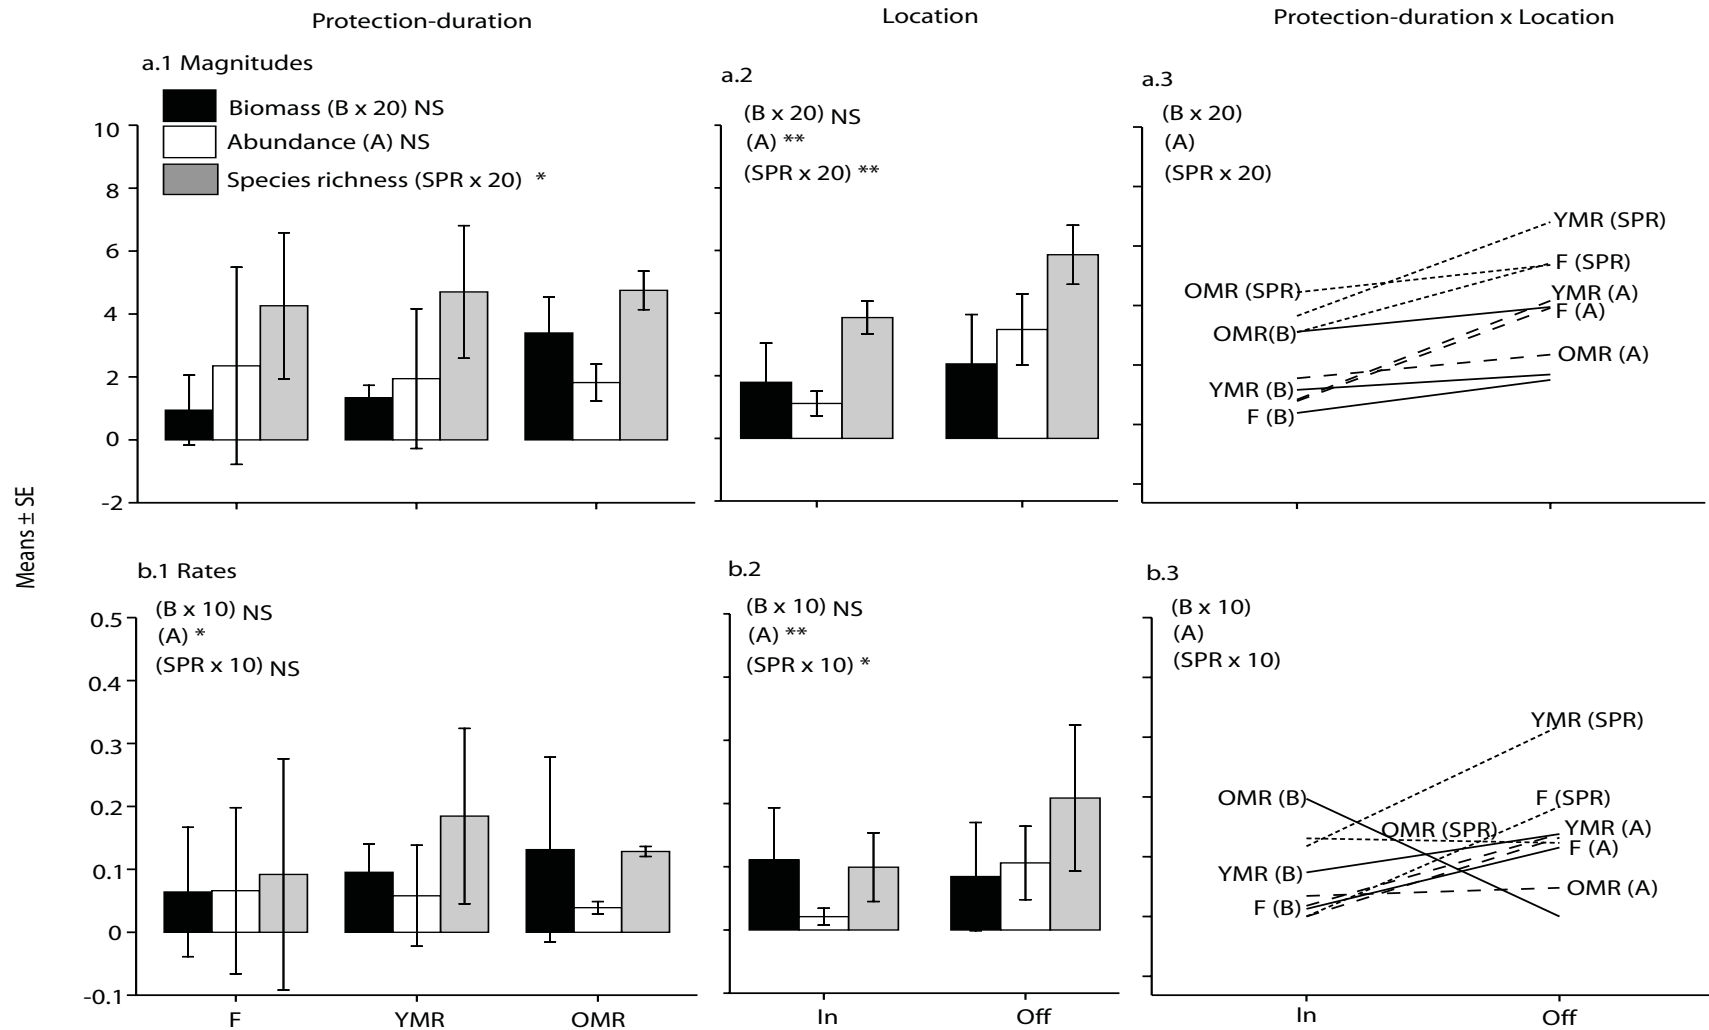 Protection-duration
Location
Protection-duration x Location
a.1 Magnitudes
Biomass (B x 20) NS
Abundance (A) NS
Species richness (SPR x 20) *
10
8
6
4
2
0
-2
a.2
(B x 20) NS
(A) **
(SPR x 20) **
a.3
(B x 20)
(A)
(SPR x 20)
YMR (SPR)
F (SPR)
OMR (SPR)
YMR (A)
F (A)
OMR(B)
OMR (A)
YMR (B)
F (B)
Means ± SE
b.1 Rates
(B x 10) NS
(A) *
(SPR x 10) NS
0.5
0.4
0.3
0.2
0.1
0
-0.1
F
YMR
OMR
b.2
(B x 10) NS
(A) **
(SPR x 10) *
In
Off
b.3
(B x 10)
(A)
(SPR x 10)
YMR (SPR)
OMR (B)
F (SPR)
OMR (SPR)
YMR (A)
F (A)
YMR (B)
OMR (A)
F (B)
In
Off